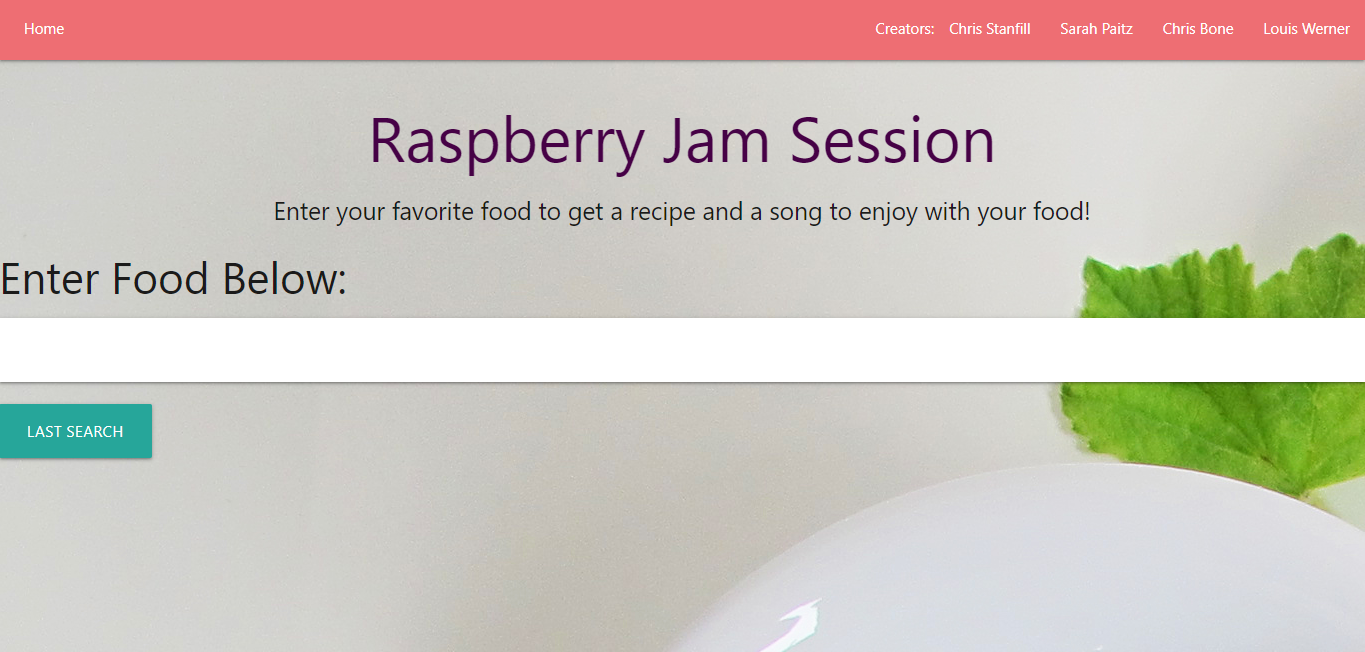 Home Creators: Chris Stanfill Sarah Paitz Chris Bone Louis Werner
Raspberry Jam Session
Enter your favorite food to get a recipe and a song to enjoy with your food!
Enter Food Below:
LAST SEARCH